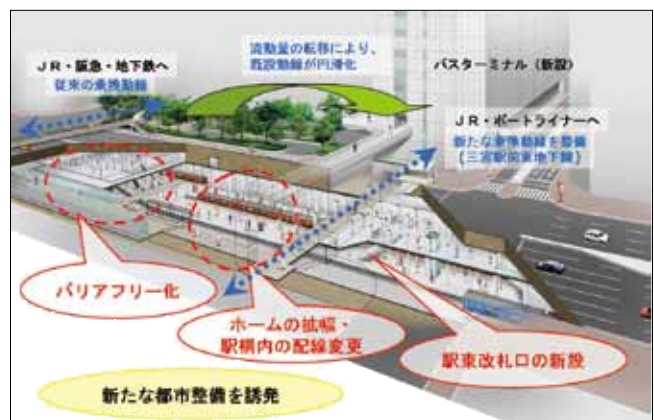 JR・阪急・地下鉄へ
従来の乗換動線
流動量の転移により、
既設動線が円滑化
バスターミナル（新設）
JR・ポートライナーへ
新たな乗換動線を整備
（三宮駅前東地下線）
バリアフリー化
ホームの拡幅・
駅構内の配線変更
駅東改札口の新設
新たな都市整備を誘発